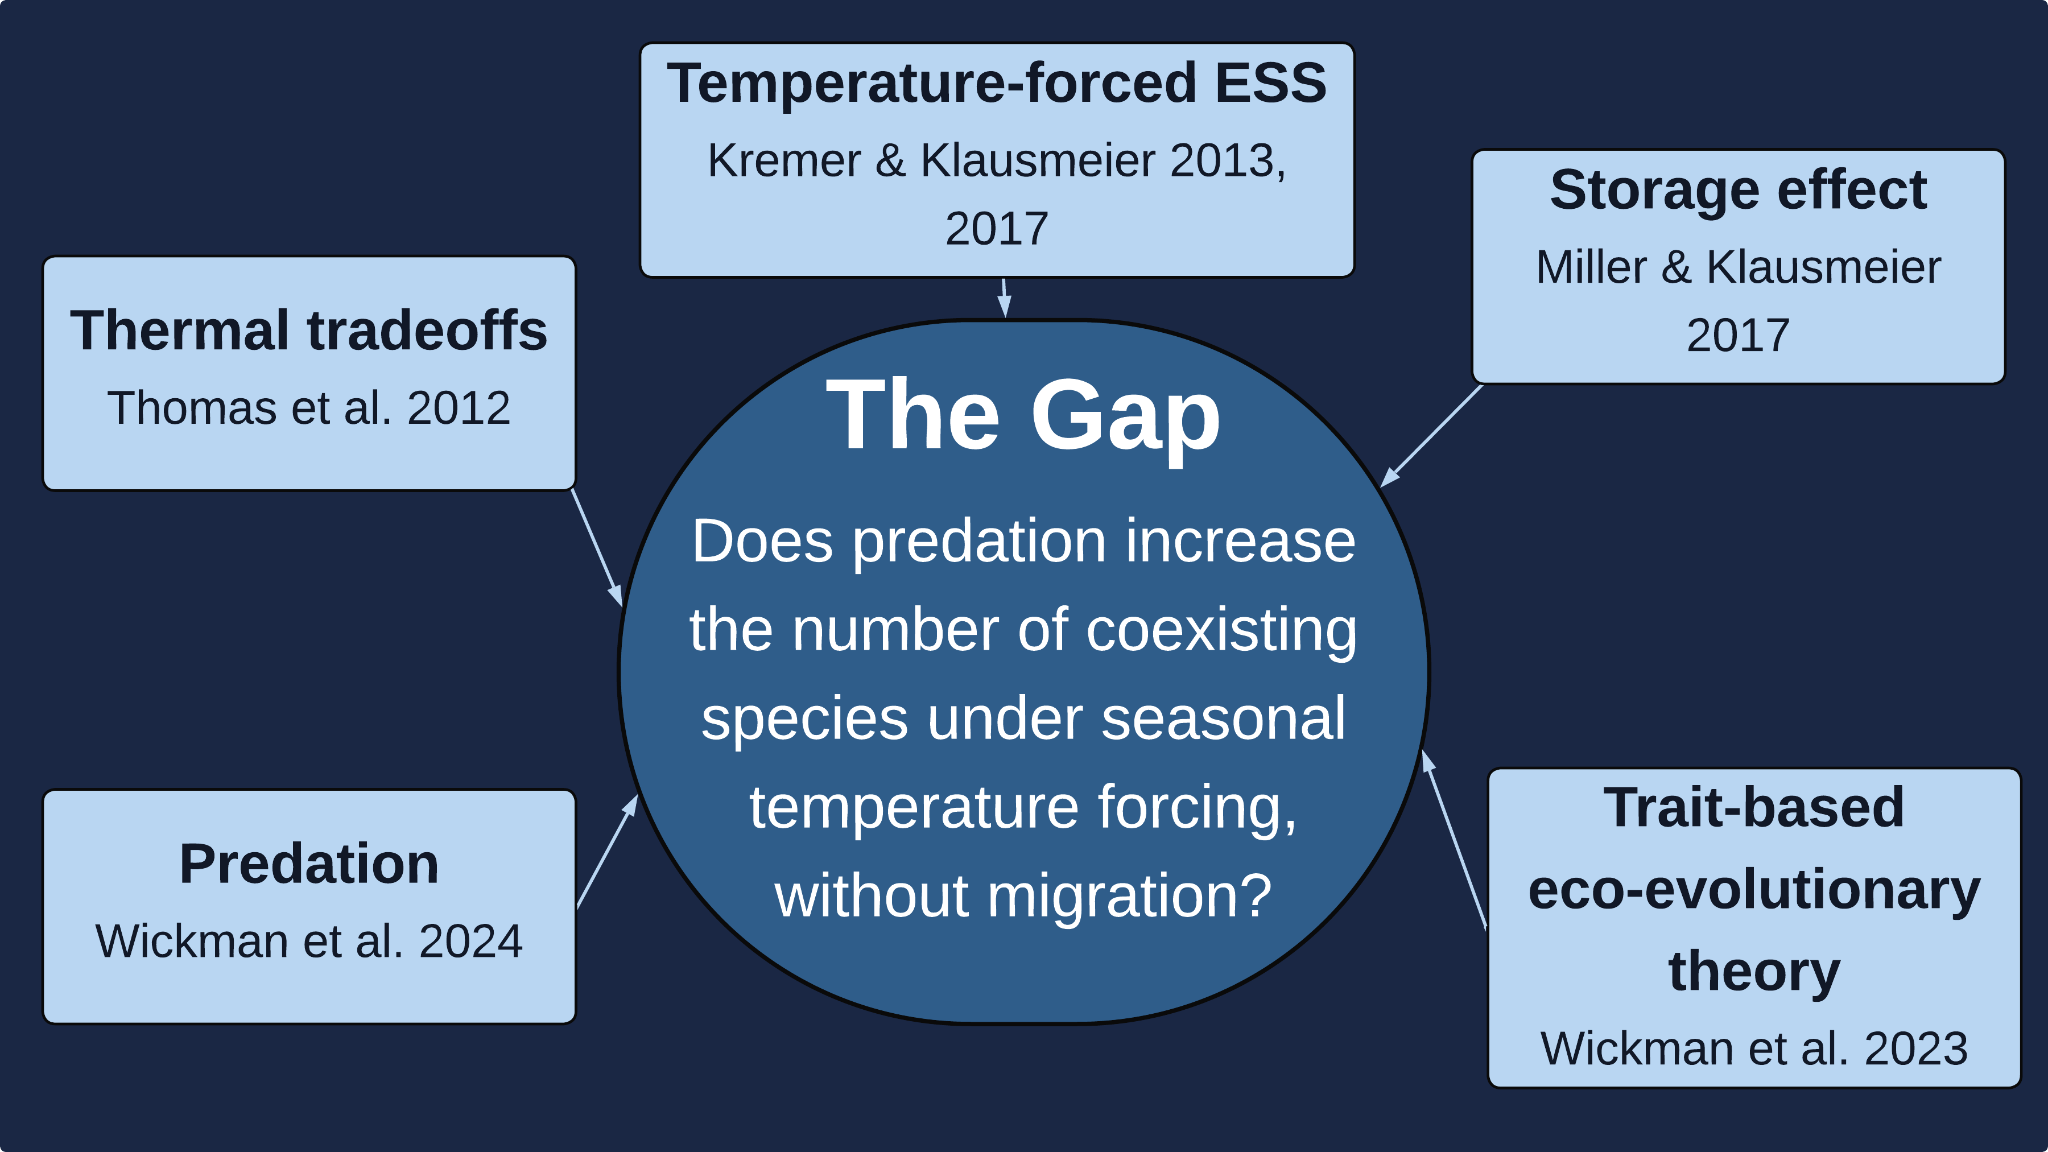 Temperature-forced ESS
Kremer & Klausmeier 2013,
2017
Storage effect
Miller & Klausmeier
2017
Thermal tradeoffs
Thomas et al. 2012
The Gap
Does predation increase
the number of coexisting
species under seasonal
temperature forcing,
without migration?
Predation
Wickman et al. 2024
Trait-based
eco-evolutionary
theory
Wickman et al. 2023